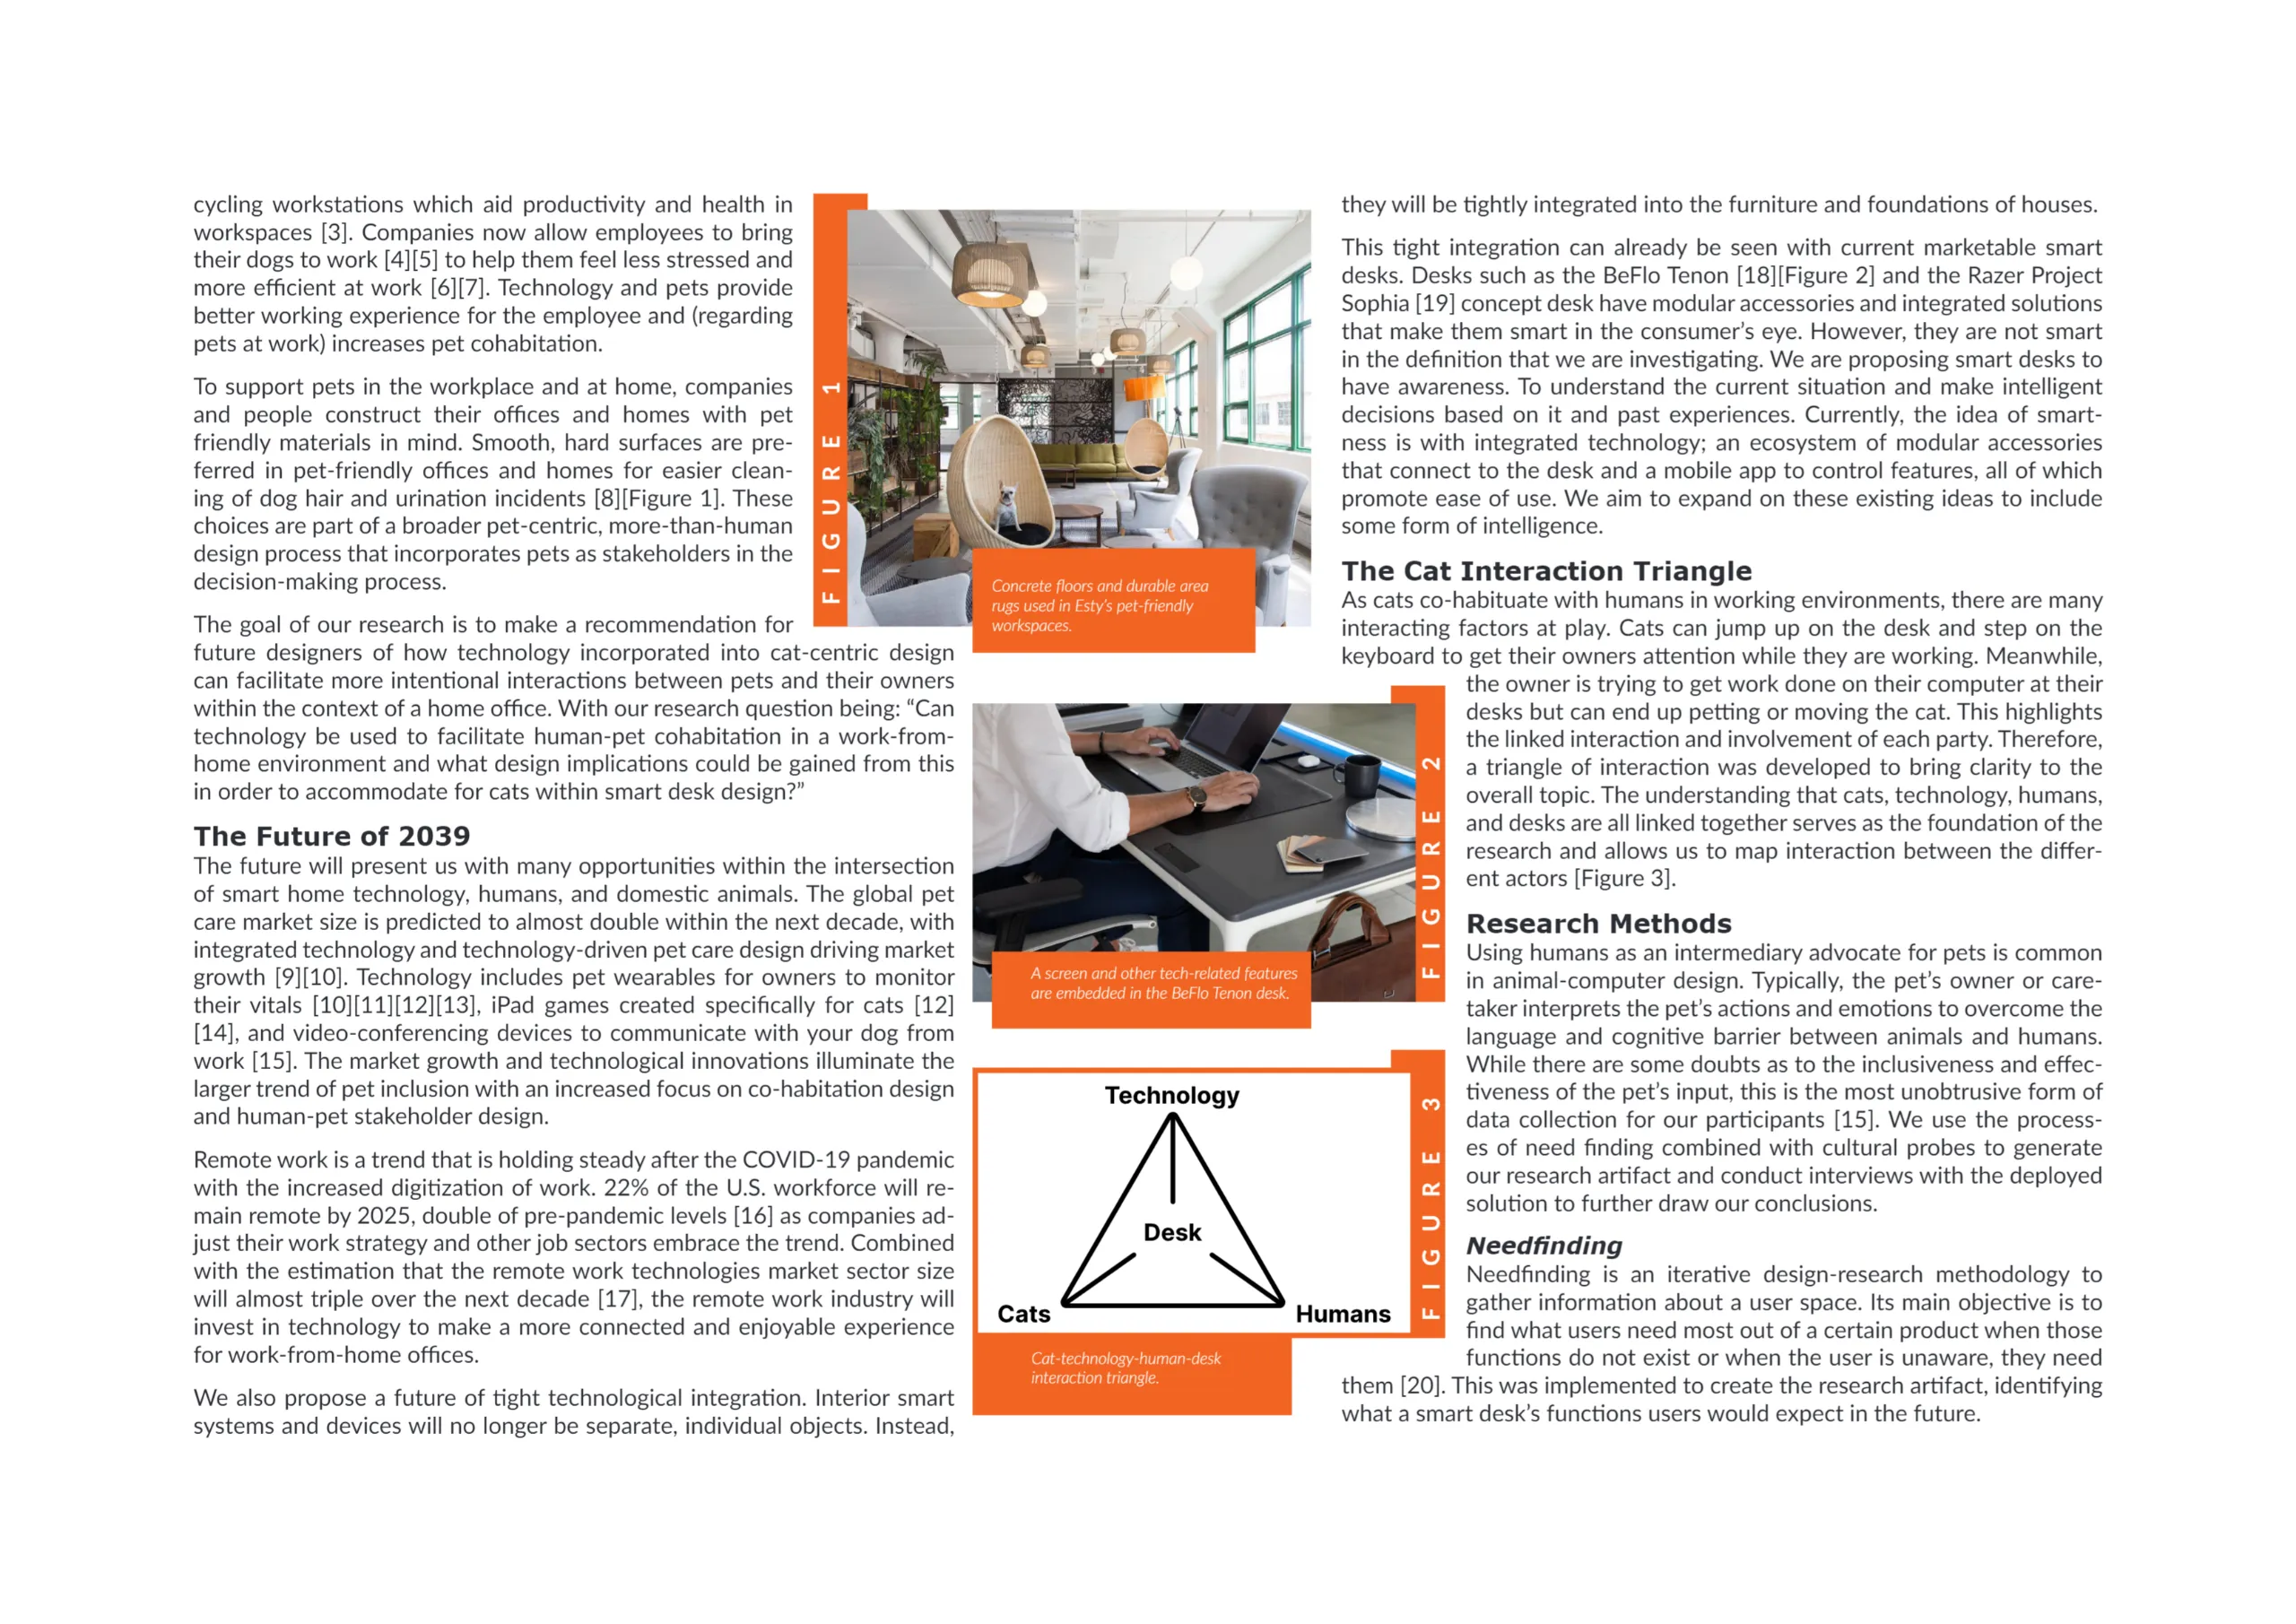 cycling workstations which aid productivity and health in
workspaces [3]. Companies now allow employees to bring
their dogs to work [4][5] to help them feel less stressed and
more efficient at work [6][7]. Technology and pets provide
better working experience for the employee and (regarding
pets at work) increases pet cohabitation.
To support pets in the workplace and at home, companies
and people construct their offices and homes with pet
friendly materials in mind. Smooth, hard surfaces are pre-
ferred in pet-friendly offices and homes for easier clean-
ing of dog hair and urination incidents [8][Figure 1]. These
choices are part of a broader pet-centric, more-than-human
design process that incorporates pets as stakeholders in the
decision-making process.
The goal of our research is to make a recommendation for
future designers of how technology incorporated into cat-centric design
can facilitate more intentional interactions between pets and their owners
within the context of a home office. With our research question being: “Can
technology be used to facilitate human-pet cohabitation in a work-from-
home environment and what design implications could be gained from this
in order to accommodate for cats within smart desk design?”
The Future of 2039
The future will present us with many opportunities within the intersection
of smart home technology, humans, and domestic animals. The global pet
care market size is predicted to almost double within the next decade, with
integrated technology and technology-driven pet care design driving market
growth [9][10]. Technology includes pet wearables for owners to monitor
their vitals [10][11][12][13], iPad games created specifically for cats [12]
[14], and video-conferencing devices to communicate with your dog from
work [15]. The market growth and technological innovations illuminate the
larger trend of pet inclusion with an increased focus on co-habitation design
and human-pet stakeholder design.
Remote work is a trend that is holding steady after the COVID-19 pandemic
with the increased digitization of work. 22% of the U.S. workforce will re-
main remote by 2025, double of pre-pandemic levels [16] as companies ad-
just their work strategy and other job sectors embrace the trend. Combined
with the estimation that the remote work technologies market sector size
will almost triple over the next decade [17], the remote work industry will
invest in technology to make a more connected and enjoyable experience
for work-from-home offices.
We also propose a future of tight technological integration. Interior smart
systems and devices will no longer be separate, individual objects. Instead,
FIGURE 1
Concrete floors and durable area
rugs used in Esty’s pet-friendly
workspaces.
FIGURE 2
A screen and other tech-related features
are embedded in the BeFlo Tenon desk.
FIGURE 3
Technology
Desk
Cats
Humans
Cat-technology-human-desk
interaction triangle.
they will be tightly integrated into the furniture and foundations of houses.
This tight integration can already be seen with current marketable smart
desks. Desks such as the BeFlo Tenon [18][Figure 2] and the Razer Project
Sophia [19] concept desk have modular accessories and integrated solutions
that make them smart in the consumer’s eye. However, they are not smart
in the definition that we are investigating. We are proposing smart desks to
have awareness. To understand the current situation and make intelligent
decisions based on it and past experiences. Currently, the idea of smart-
ness is with integrated technology; an ecosystem of modular accessories
that connect to the desk and a mobile app to control features, all of which
promote ease of use. We aim to expand on these existing ideas to include
some form of intelligence.
The Cat Interaction Triangle
As cats co-habituate with humans in working environments, there are many
interacting factors at play. Cats can jump up on the desk and step on the
keyboard to get their owners attention while they are working. Meanwhile,
the owner is trying to get work done on their computer at their
desks but can end up petting or moving the cat. This highlights
the linked interaction and involvement of each party. Therefore,
a triangle of interaction was developed to bring clarity to the
overall topic. The understanding that cats, technology, humans,
and desks are all linked together serves as the foundation of the
research and allows us to map interaction between the differ-
ent actors [Figure 3].
Research Methods
Using humans as an intermediary advocate for pets is common
in animal-computer design. Typically, the pet’s owner or care-
taker interprets the pet’s actions and emotions to overcome the
language and cognitive barrier between animals and humans.
While there are some doubts as to the inclusiveness and effec-
tiveness of the pet’s input, this is the most unobtrusive form of
data collection for our participants [15]. We use the process-
es of need finding combined with cultural probes to generate
our research artifact and conduct interviews with the deployed
solution to further draw our conclusions.
Needfinding
Needfinding is an iterative design-research methodology to
gather information about a user space. Its main objective is to
find what users need most out of a certain product when those
functions do not exist or when the user is unaware, they need
them [20]. This was implemented to create the research artifact, identifying
what a smart desk’s functions users would expect in the future.